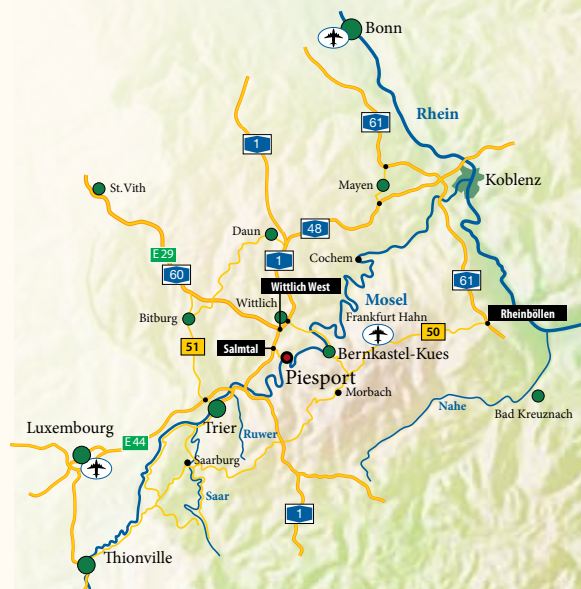 Bonn
Rhein
61
1
Koblenz
Mayen
St.Vith
Daun
48
E 29
Cochem
1
60
61
Wittlich West
Mosel
Wittlich
Frankfurt Hahn
Rheinböllen
Bitburg
50
51
Salmtal
Bernkastel-Kues
Piesport
Morbach
Nahe
Bad Kreuznach
Luxembourg
Trier
E 44
Ruwer
Saarburg
Saar
1
Thionville